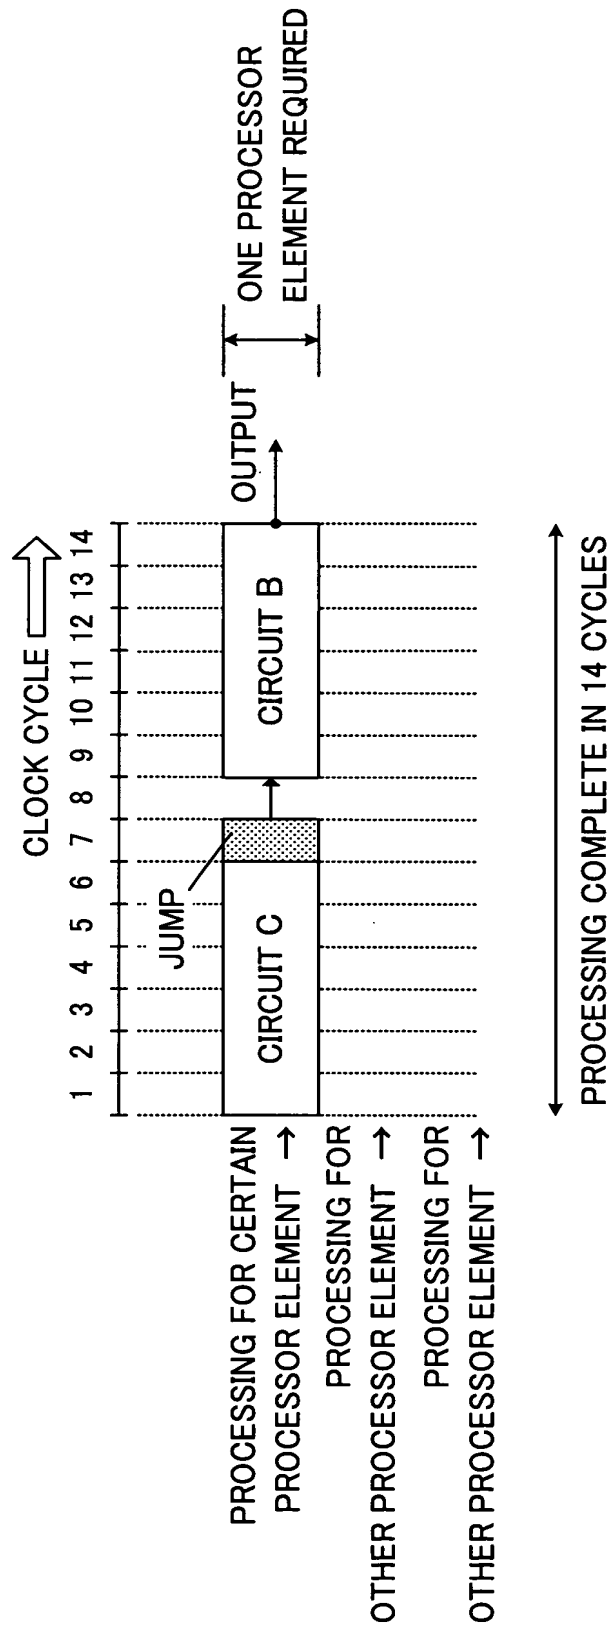 CLOCK CYCLE
1 2 3 4 5 6 7 8 9 10 11 12 13 14
JUMP
OUTPUT
ONE PROCESSOR
ELEMENT REQUIRED
PROCESSING FOR CERTAIN
PROCESSOR ELEMENT →
CIRCUIT C
CIRCUIT B
PROCESSING FOR
OTHER PROCESSOR ELEMENT →
PROCESSING FOR
OTHER PROCESSOR ELEMENT →
PROCESSING COMPLETE IN 14 CYCLES